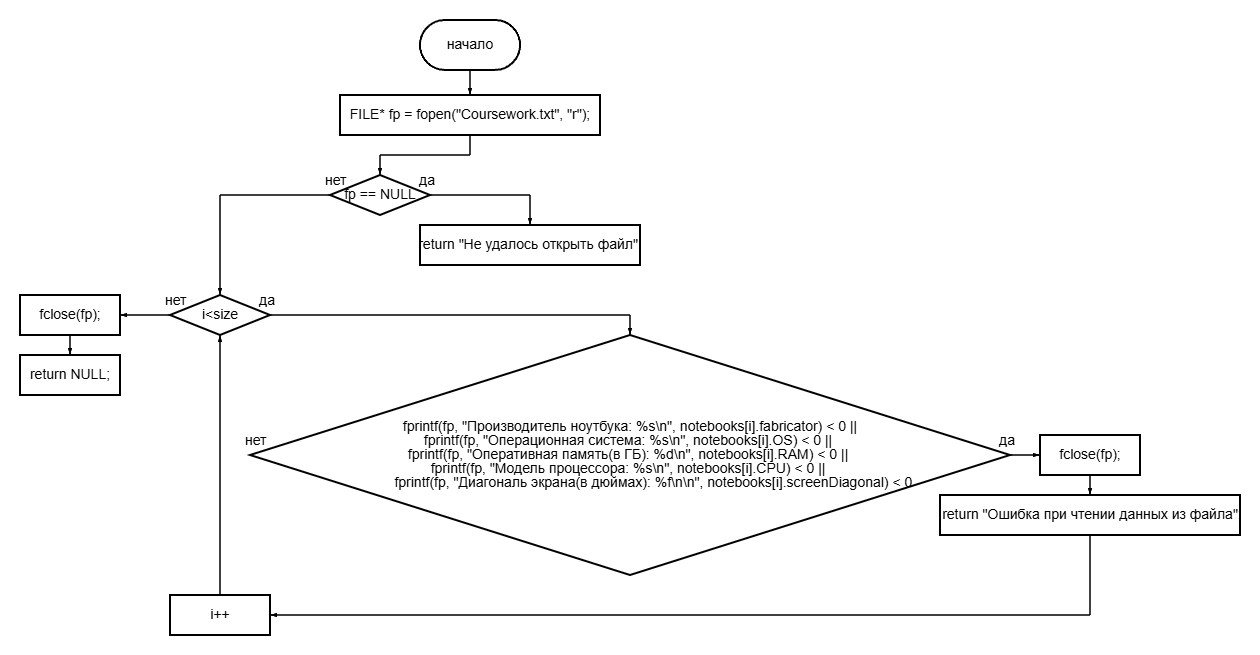 начало
FILE* fp = fopen("Coursework.txt", "r");
нет
да
fp == NULL
return "Не удалось открыть файл"
нет
да
fclose(fp);
i<size
return NULL;
fprintf(fp, "Производитель ноутбука: %s\n", notebooks[i].fabricator) < 0 ||
fprintf(fp, "Операционная система: %s\n", notebooks[i].OS) < 0 ||
нет
да
fprintf(fp, "Оперативная память(в ГБ): %d\n", notebooks[i].RAM) < 0 ||
fclose(fp);
fprintf(fp, "Модель процессора: %s\n", notebooks[i].CPU) < 0 ||
fprintf(fp, "Диагональ экрана(в дюймах): %f\n\n", notebooks[i].screenDiagonal) < 0
return "Ошибка при чтении данных из файла"
i++